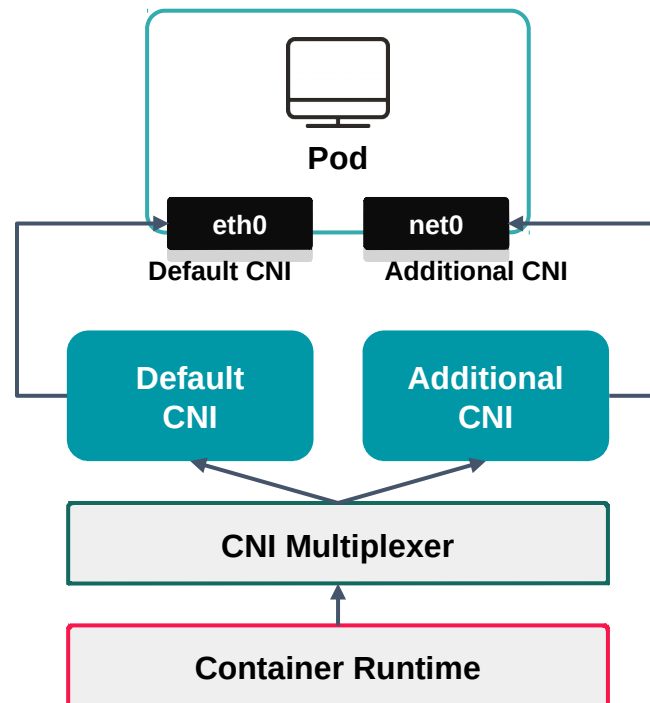 Pod
eth0
net0
Default CNI
Additional CNI
Default
CNI
Additional
CNI
CNI Multiplexer
Container Runtime